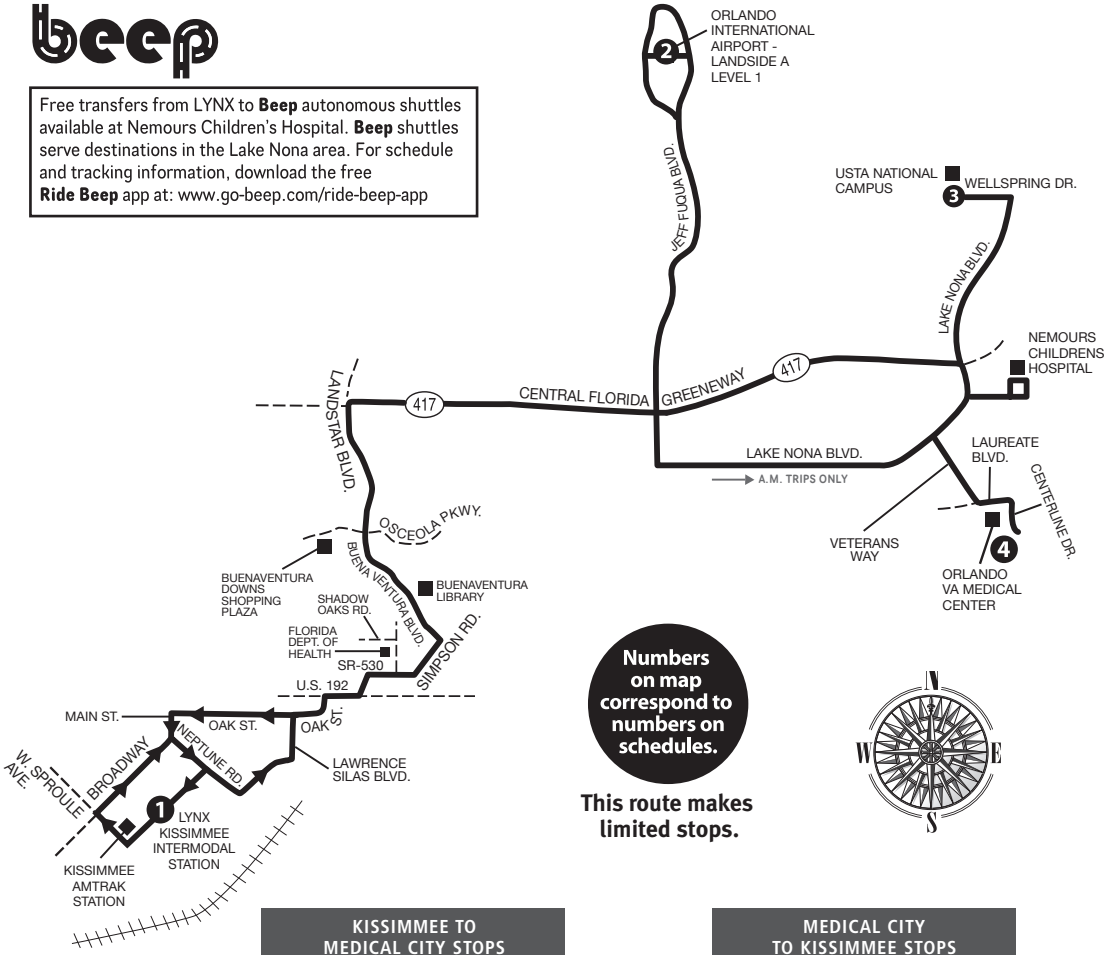 beep
Free transfers from LYNX to Beep autonomous shuttles
available at Nemours Children's Hospital. Beep shuttles
serve destinations in the Lake Nona area. For schedule
and tracking information, download the free
Ride Beep app at: www.go-beep.com/ride-beep-app
2
ORLANDO
INTERNATIONAL
AIRPORT -
LANDSIDE A
LEVEL 1
JEFF FUQUA BLVD.
USTA NATIONAL
CAMPUS
3
WELLSPRING DR.
LAKE NONA BLVD.
NEMOURS
CHILDRENS
HOSPITAL
LANDSTAR BLVD.
417
CENTRAL FLORIDA GREENEWAY
417
LAKE NONA BLVD.
A.M. TRIPS ONLY
LAUREATE
BLVD.
CENTERLINE DR.
VETERANS
WAY
4
ORLANDO
VA MEDICAL
CENTER
OSCEOLA PKWY.
BUENAVENTURA
DOWNS
SHOPPING
PLAZA
BUENA VENTURA BLVD.
BUENAVENTURA
LIBRARY
SHADOW
OAKS RD.
FLORIDA
DEPT. OF
HEALTH
SR-530
SIMPSON RD.
U.S. 192
MAIN ST.
OAK ST.
OAK ST.
NEPTUNE RD.
LAWRENCE
SILAS BLVD.
W. SPROULE
AVE.
BROADWAY
1
LYNX
KISSIMMEE
INTERMODAL
STATION
KISSIMMEE
AMTRAK
STATION
Numbers
on map
correspond to
numbers on
schedules.
This route makes
limited stops.
N
W
E
S
KISSIMMEE TO
MEDICAL CITY STOPS
MEDICAL CITY
TO KISSIMMEE STOPS